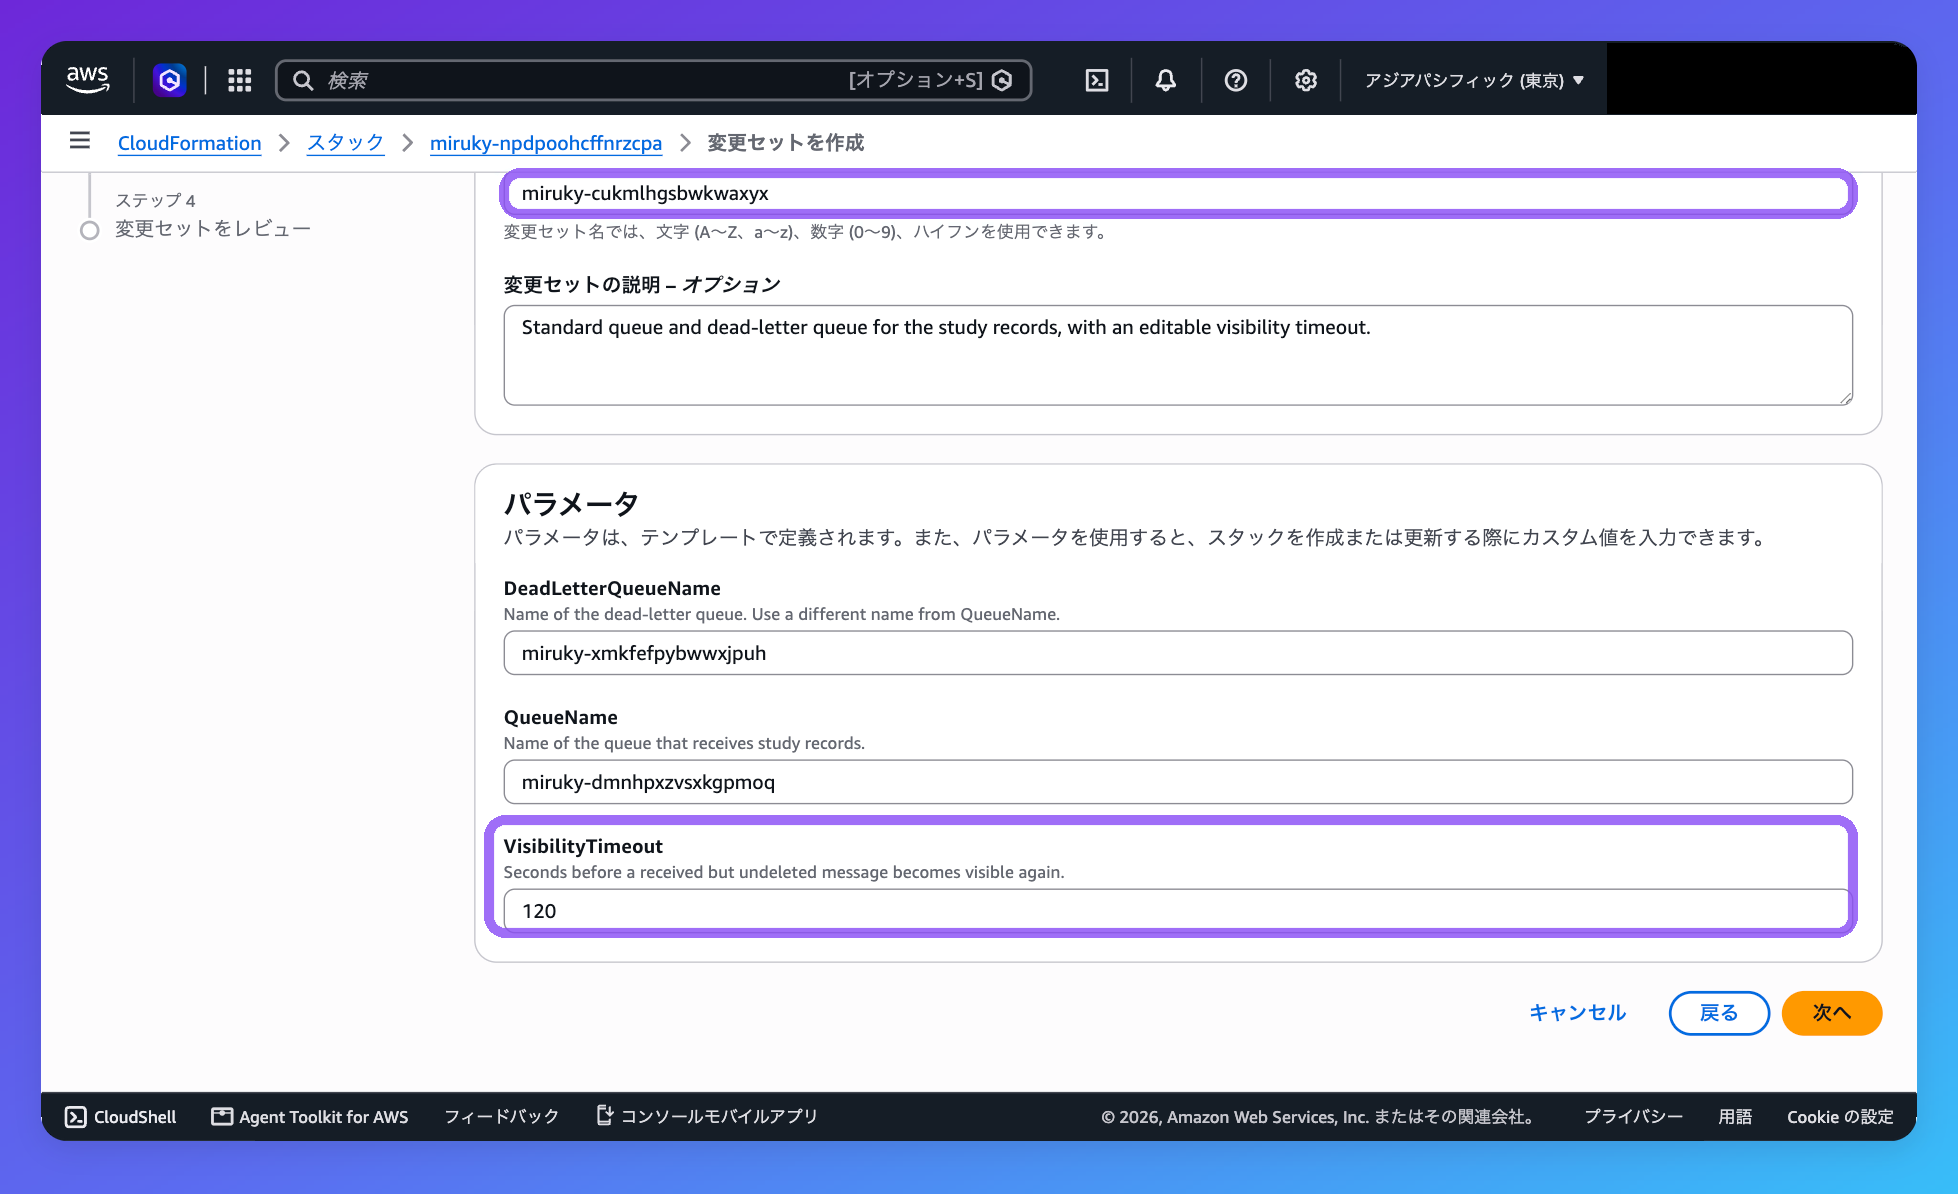 aws
検索
[オプション+S]
アジアパシフィック (東京) ▼
CloudFormation > スタック > miruky-npdpoohcffnrzcpa > 変更セットを作成
ステップ 4
変更セットをレビュー
miruky-cukmlhgsbwkwaxyx
変更セット名では、文字 (A～Z、a～z)、数字 (0～9)、ハイフンを使用できます。
変更セットの説明 – オプション
Standard queue and dead-letter queue for the study records, with an editable visibility timeout.
パラメータ
パラメータは、テンプレートで定義されます。また、パラメータを使用すると、スタックを作成または更新する際にカスタム値を入力できます。
DeadLetterQueueName
Name of the dead-letter queue. Use a different name from QueueName.
miruky-xmkfefpybwwxjpuh
QueueName
Name of the queue that receives study records.
miruky-dmnhpxzvsxkgpmoq
VisibilityTimeout
Seconds before a received but undeleted message becomes visible again.
120
キャンセル
戻る
次へ
CloudShell
Agent Toolkit for AWS
フィードバック
コンソールモバイルアプリ
© 2026, Amazon Web Services, Inc. またはその関連会社。
プライバシー
用語
Cookie の設定